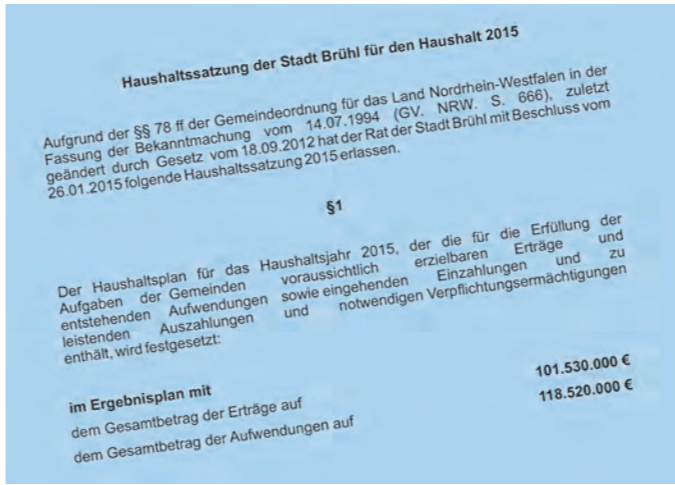 Haushaltssatzung der Stadt Brühl für den Haushalt 2015
Aufgrund der §§ 78 ff der Gemeindeordnung für das Land Nordrhein-Westfalen in der
Fassung der Bekanntmachung vom 14.07.1994 (GV. NRW. S. 666), zuletzt
geändert durch Gesetz vom 18.09.2012 hat der Rat der Stadt Brühl mit Beschluss vom
26.01.2015 folgende Haushaltssatzung 2015 erlassen.
§1
Der Haushaltsplan für das Haushaltsjahr 2015, der die für die Erfüllung der
Aufgaben der Gemeinden voraussichtlich erzielbaren Erträge und
entstehenden Aufwendungen sowie eingehenden Einzahlungen und zu
leistenden Auszahlungen und notwendigen Verpflichtungsermächtigungen
enthält, wird festgesetzt:
im Ergebnisplan mit
dem Gesamtbetrag der Erträge auf 101.530.000 €
dem Gesamtbetrag der Aufwendungen auf 118.520.000 €